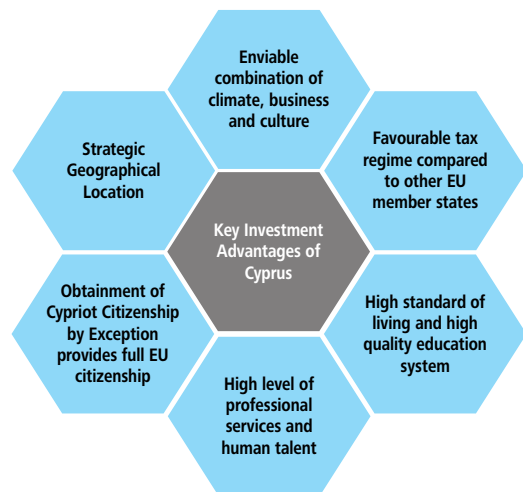 Enviable
combination of
climate, business
and culture
Strategic
Geographical
Location
Favourable tax
regime compared
to other EU
member states
Key Investment
Advantages of
Cyprus
Obtainment of
Cypriot Citizenship
by Exception
provides full EU
citizenship
High standard of
living and high
quality education
system
High level of
professional
services and
human talent